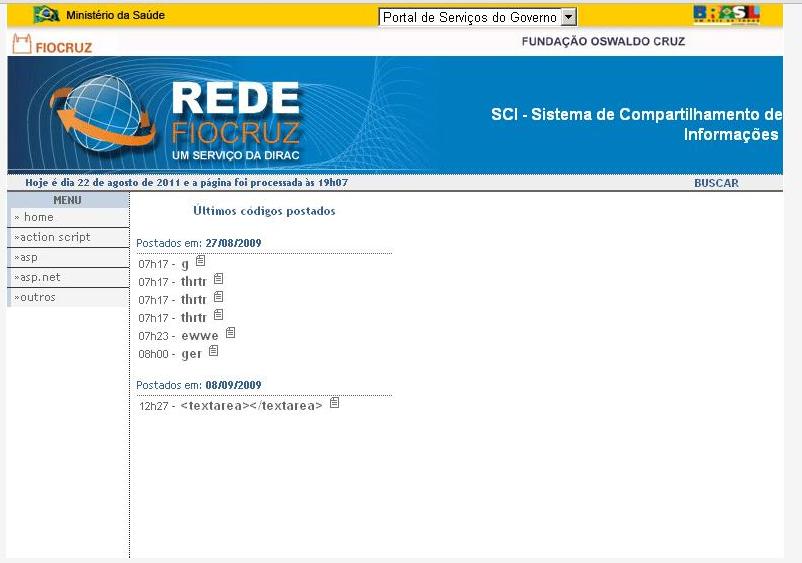 Ministério da Saúde
Portal de Serviços do Governo
BRASIL
FIOCRUZ
FUNDAÇÃO OSWALDO CRUZ
REDE
FIOCRUZ
UM SERVIÇO DA DIRAC
SCI - Sistema de Compartilhamento de
Informações
Hoje é dia 22 de agosto de 2011 e a página foi processada às 19h07
BUSCAR
MENU
» home
»action script
»asp
»asp.net
»outros
Últimos códigos postados
Postados em: 27/08/2009
07h17 - g
07h17 - thrtr
07h17 - thrtr
07h17 - thrtr
07h23 - ewwe
08h00 - ger
Postados em: 08/09/2009
12h27 - <textarea></textarea>